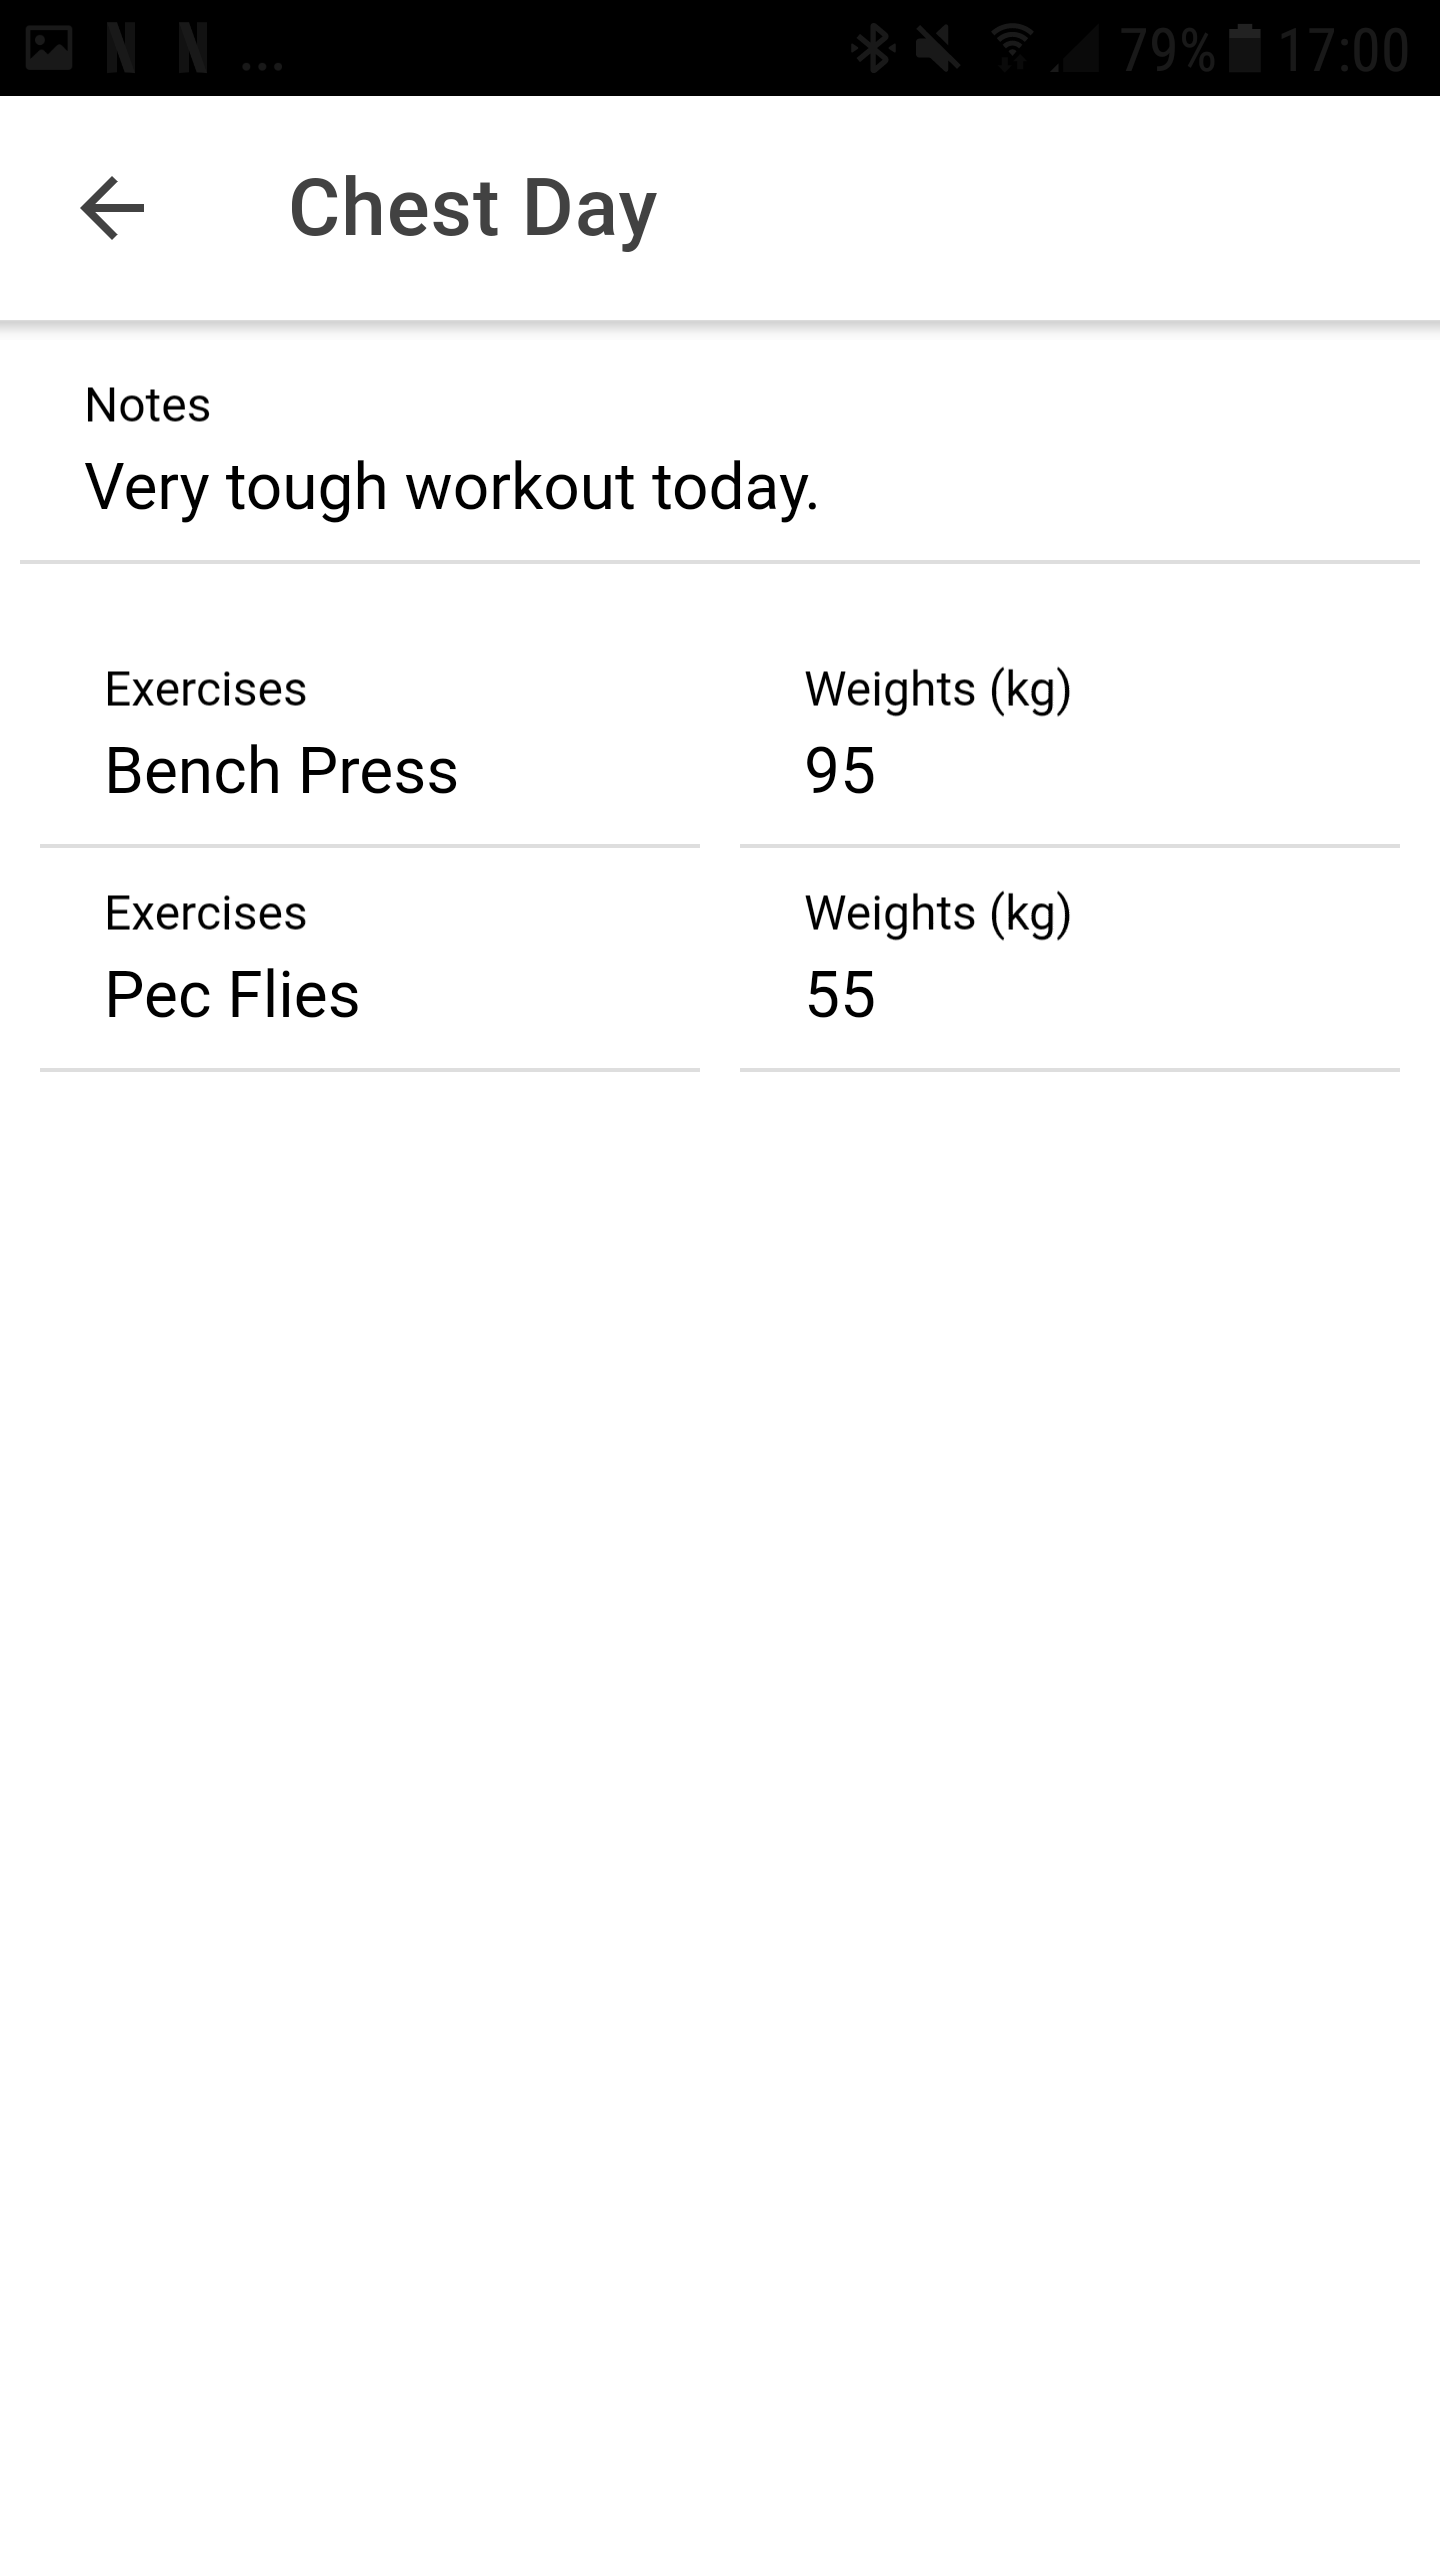 ... 79% 17:00
Chest Day
Notes
Very tough workout today.
Exercises Weights (kg)
Bench Press 95
Exercises Weights (kg)
Pec Flies 55